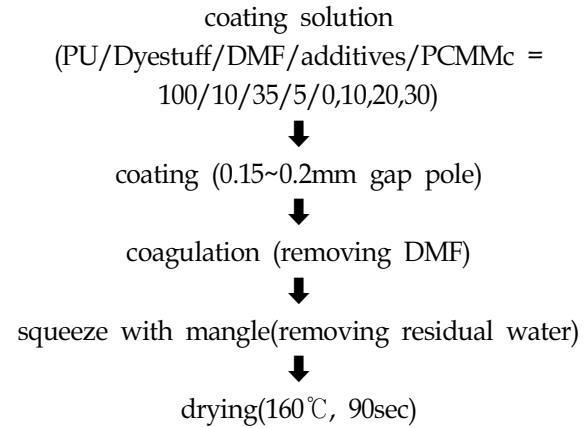 coating solution
(PU/Dyestuff/DMF/additives/PCMMc =
100/10/35/5/0,10,20,30)
coating (0.15~0.2mm gap pole)
coagulation (removing DMF)
squeeze with mangle(removing residual water)
drying(160℃, 90sec)